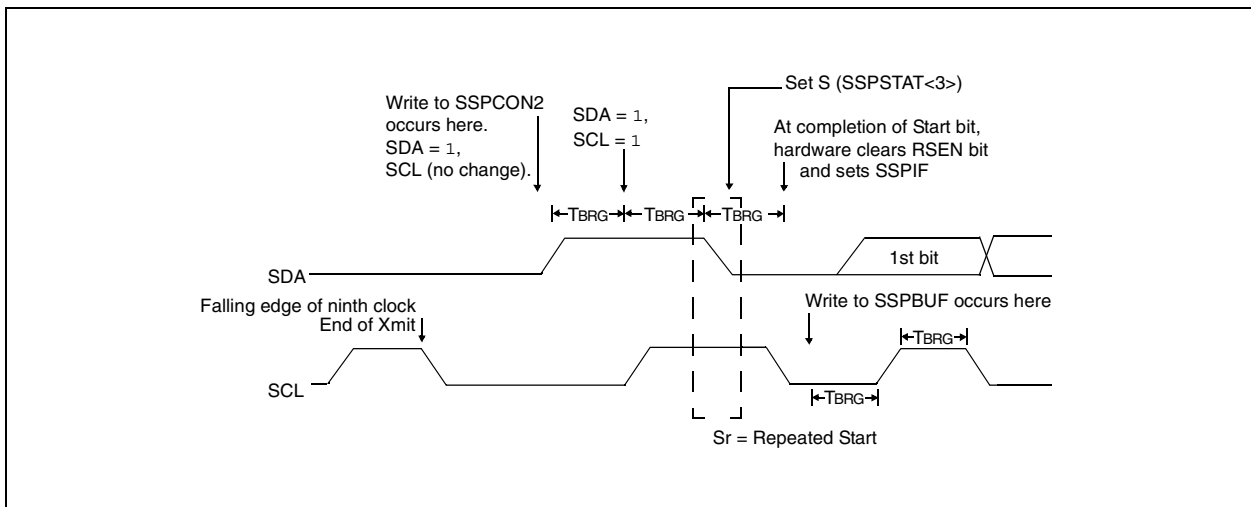 Set S (SSPSTAT<3>)
Write to SSPCON2
occurs here.
SDA = 1,
SCL (no change).
SDA = 1,
SCL = 1
At completion of Start bit,
hardware clears RSEN bit
and sets SSPIF
TBRG
TBRG
TBRG
SDA
1st bit
Falling edge of ninth clock
End of Xmit
Write to SSPBUF occurs here
TBRG
SCL
TBRG
Sr = Repeated Start